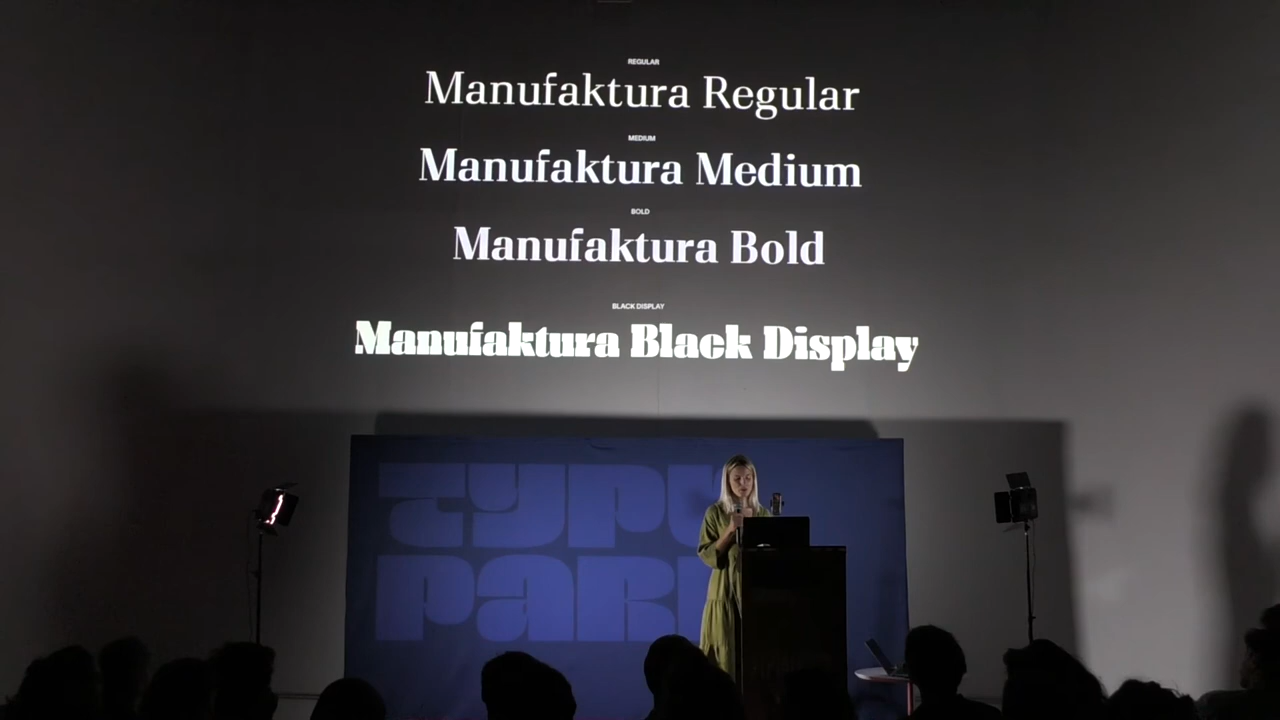 REGULAR
Manufaktura Regular
MEDIUM
Manufaktura Medium
BOLD
Manufaktura Bold
BLACK DISPLAY
Manufaktura Black Display